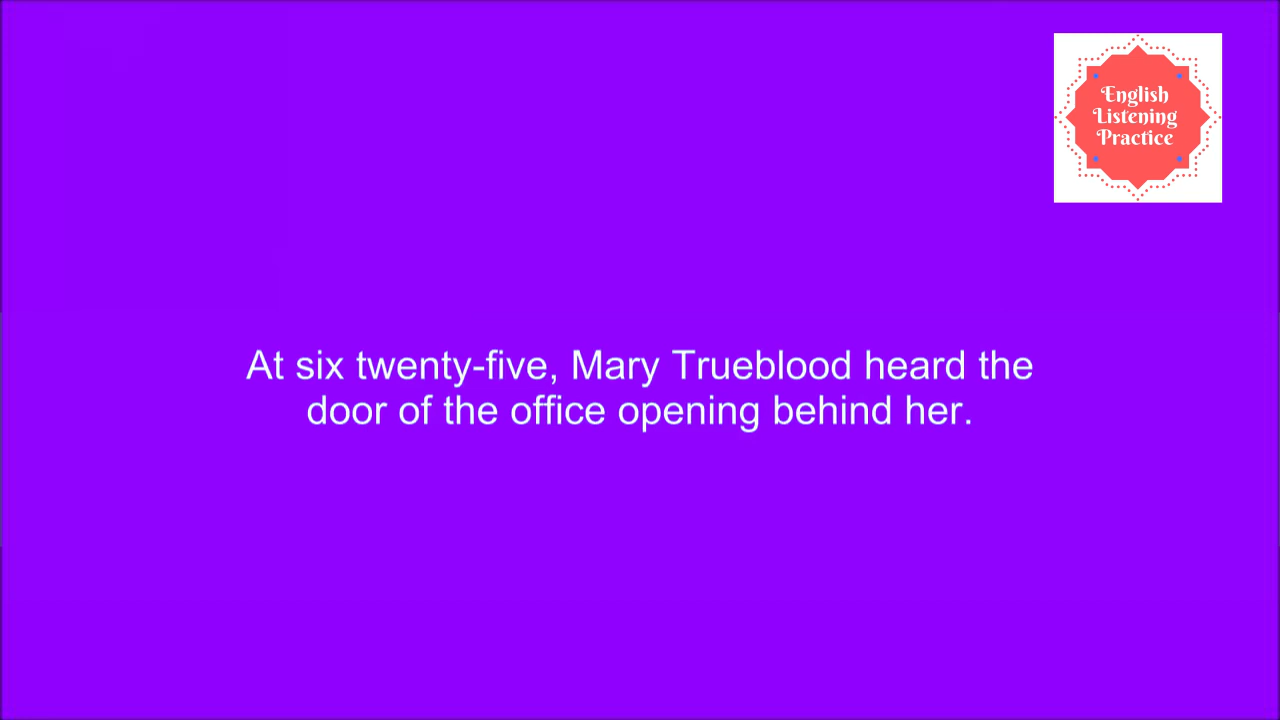 English
Listening
Practice
At six twenty-five, Mary Trueblood heard the
door of the office opening behind her.